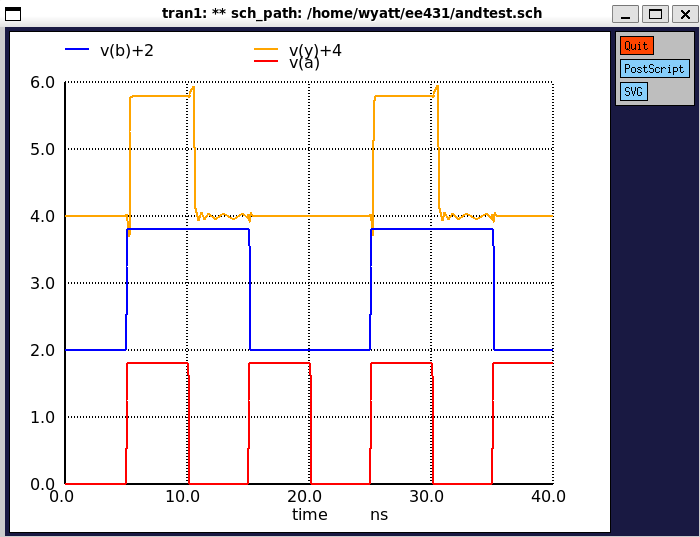 tran1: ** sch_path: /home/wyatt/ee431/andtest.sch
Quit
PostScript
SVG
v(b)+2
v(y)+4
v(a)
6.0
5.0
4.0
3.0
2.0
1.0
0.0
0.0 10.0 20.0 30.0 40.0
time ns